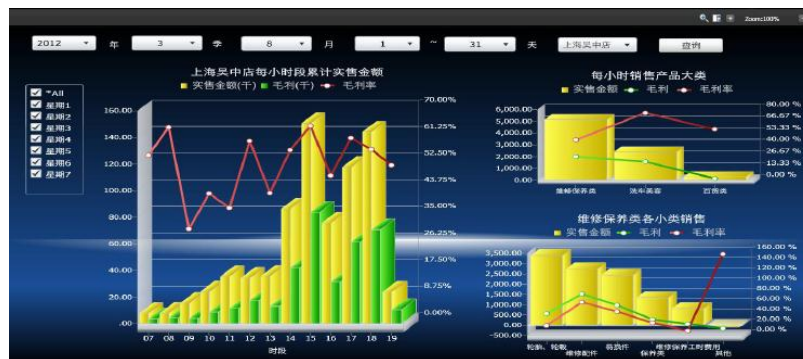 Zoom:100%
2012 年 3 季 8 月 1 ~ 31 天 上海吴中店 查询
*All
星期1
星期2
星期3
星期4
星期5
星期6
星期7
上海吴中店每小时段累计实售金额
实售金额(千) 毛利(千) 毛利率
160.00
140.00
120.00
100.00
80.00
60.00
40.00
20.00
.00
70.00%
61.25%
52.50%
43.75%
35.00%
26.25%
17.50%
8.75%
0.00%
07 08 09 10 11 12 13 14 15 16 17 18 19
时段
每小时销售产品大类
实售金额 毛利 毛利率
6,000.00
5,000.00
4,000.00
3,000.00
2,000.00
1,000.00
0.00
80.00 %
66.67 %
53.33 %
40.00 %
26.67 %
13.33 %
0.00 %
维修保养类 洗车美容 百货类
维修保养类各小类销售
实售金额 毛利 毛利率
3,500.00
3,000.00
2,500.00
2,000.00
1,500.00
1,000.00
500.00
0.00
-500.00
160.00 %
140.00 %
120.00 %
100.00 %
80.00 %
60.00 %
40.00 %
20.00 %
0.00 %
轮胎、轮毂 易损件 维修保养工时费用
维修配件 保养类 其他